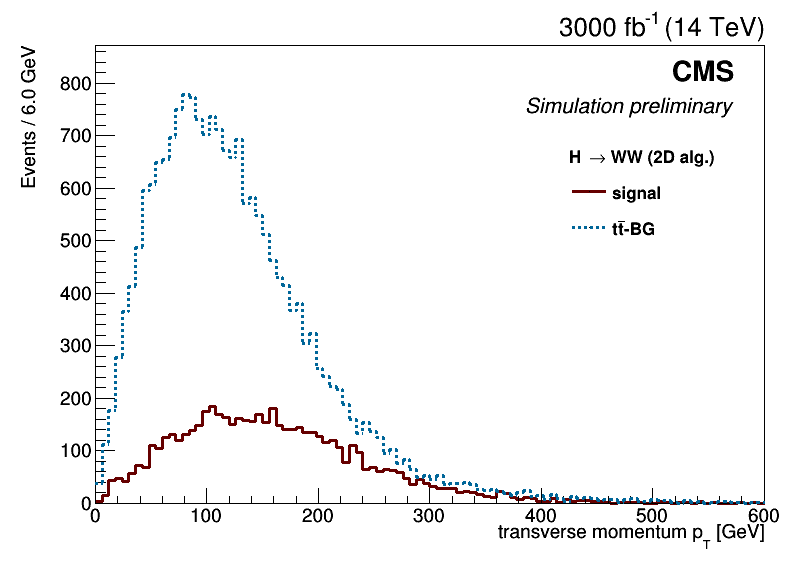 3000 fb⁻¹ (14 TeV)
Events / 6.0 GeV
CMS
Simulation preliminary
H → WW (2D alg.)
signal
tt̄-BG
800
700
600
500
400
300
200
100
0
0 100 200 300 400 500 600
transverse momentum p_T [GeV]